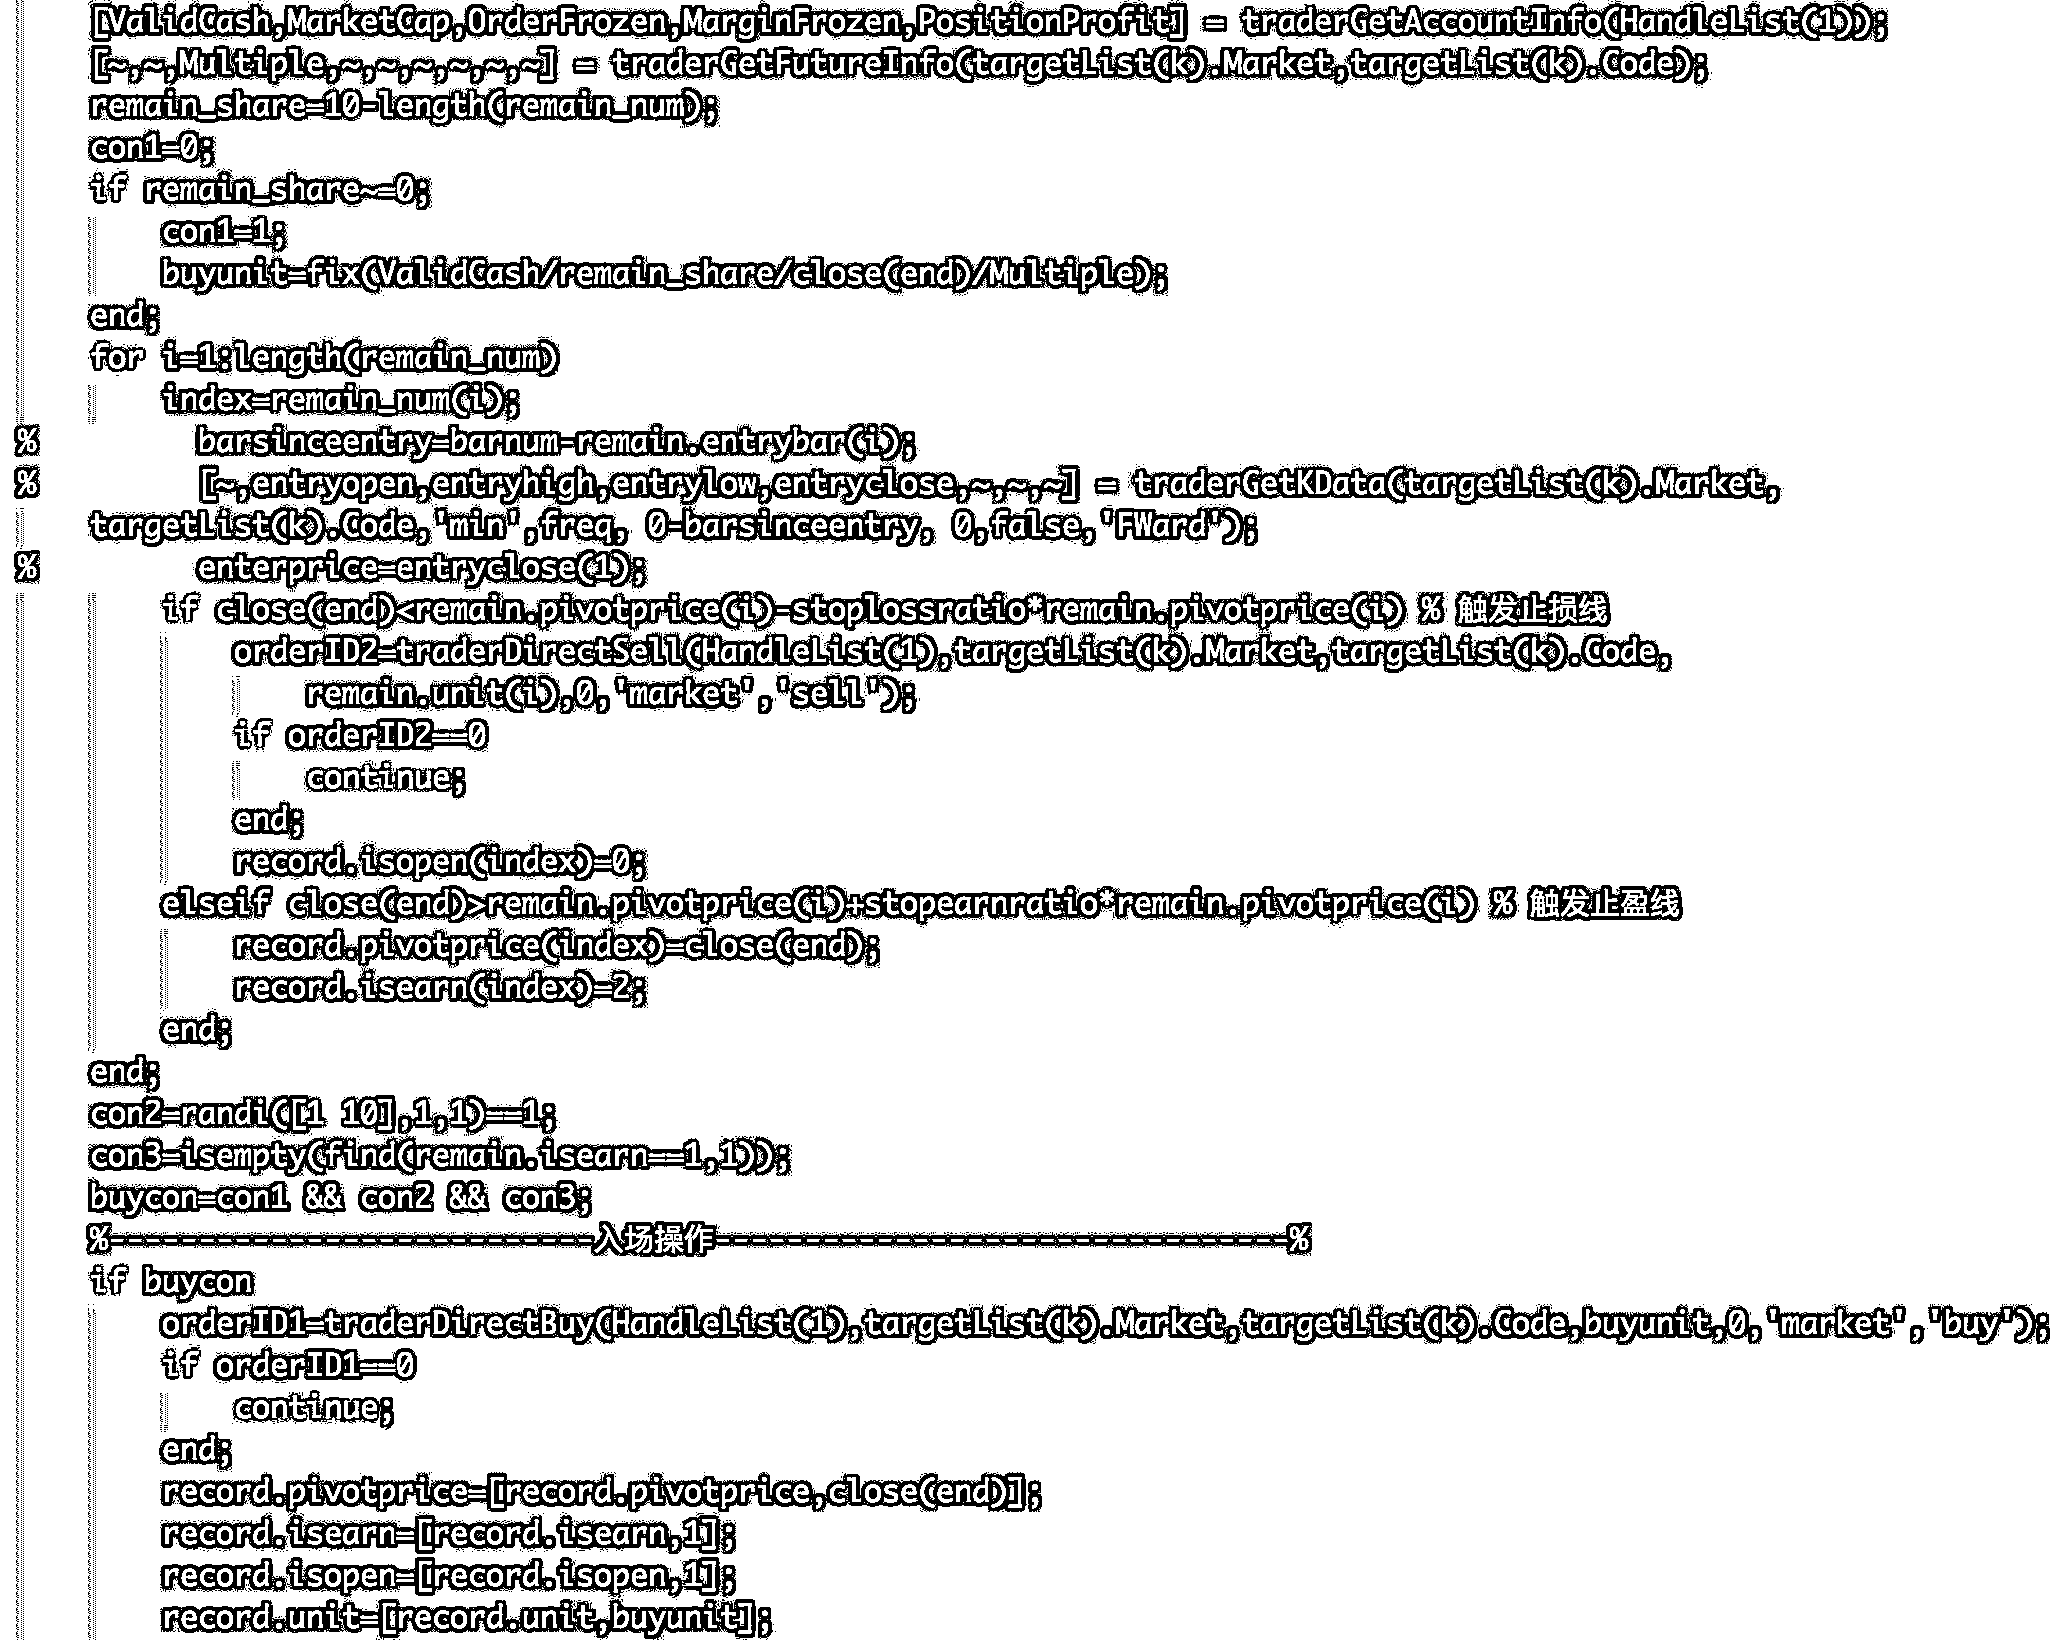 [ValidCash,MarketCap,OrderFrozen,MarginFrozen,PositionProfit] = traderGetAccountInfo(HandleList(1));
[~,~,Multiple,~,~,~,~,~,~] = traderGetFutureInfo(targetList(k).Market,targetList(k).Code);
remain_share=10-length(remain_num);
con1=0;
if remain_share~=0;
    con1=1;
    buyunit=fix(ValidCash/remain_share/close(end)/Multiple);
end;
for i=1:length(remain_num)
    index=remain_num(i);
%         barsinceentry=barnum-remain.entrybar(i);
%         [~,entryopen,entryhigh,entrylow,entryclose,~,~,~] = traderGetKData(targetList(k).Market,
targetList(k).Code,'min',freq, 0-barsinceentry, 0,false,'FWard');
%         enterprice=entryclose(1);
    if close(end)<remain.pivotprice(i)-stoplossratio*remain.pivotprice(i) % 触发止损线
        orderID2=traderDirectSell(HandleList(1),targetList(k).Market,targetList(k).Code,
            remain.unit(i),0,'market','sell');
        if orderID2==0
            continue;
        end;
        record.isopen(index)=0;
    elseif close(end)>remain.pivotprice(i)+stopearnratio*remain.pivotprice(i) % 触发止盈线
        record.pivotprice(index)=close(end);
        record.isearn(index)=2;
    end;
end;
con2=randi([1 10],1,1)==1;
con3=isempty(find(remain.isearn==1,1));
buycon=con1 && con2 && con3;
%---------------------------入场操作--------------------------------%
if buycon
    orderID1=traderDirectBuy(HandleList(1),targetList(k).Market,targetList(k).Code,buyunit,0,'market','buy');
    if orderID1==0
        continue;
    end;
    record.pivotprice=[record.pivotprice,close(end)];
    record.isearn=[record.isearn,1];
    record.isopen=[record.isopen,1];
    record.unit=[record.unit,buyunit];